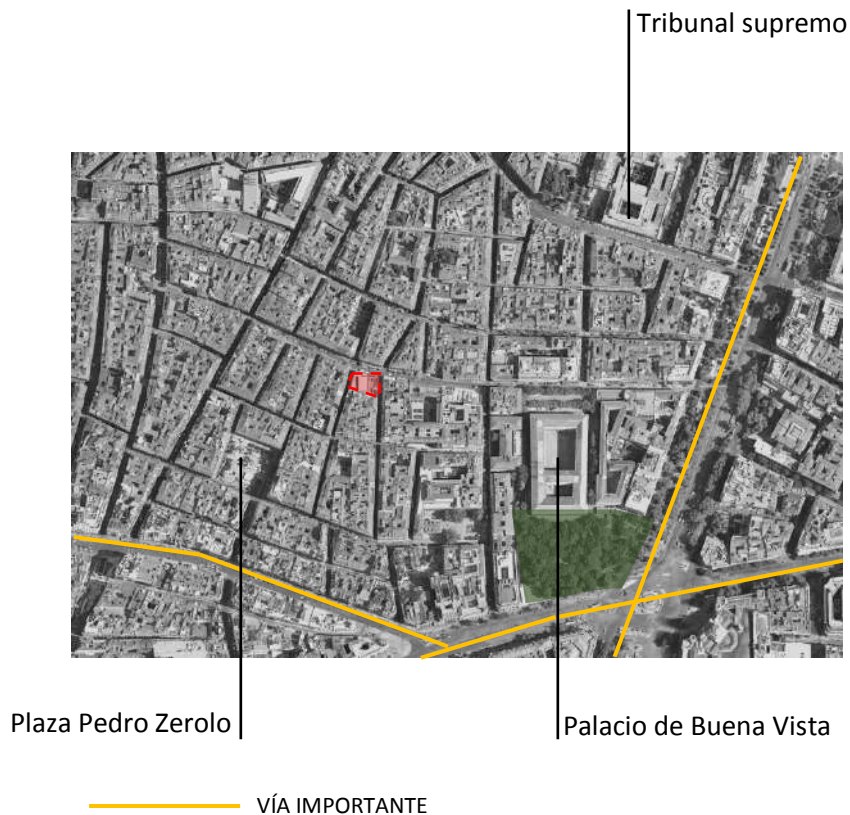 Tribunal supremo
Plaza Pedro Zerolo
Palacio de Buena Vista
VÍA IMPORTANTE